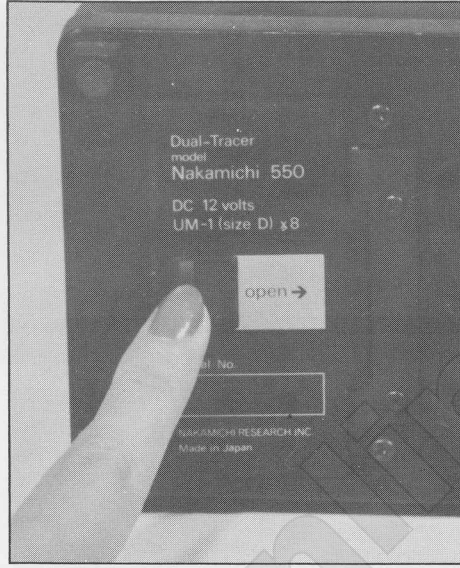 Dual-Tracer
model
Nakamichi 550
DC 12 volts
UM-1 (size D) x8
open →
No.
NAKAMICHI RESEARCH INC.
Made in Japan